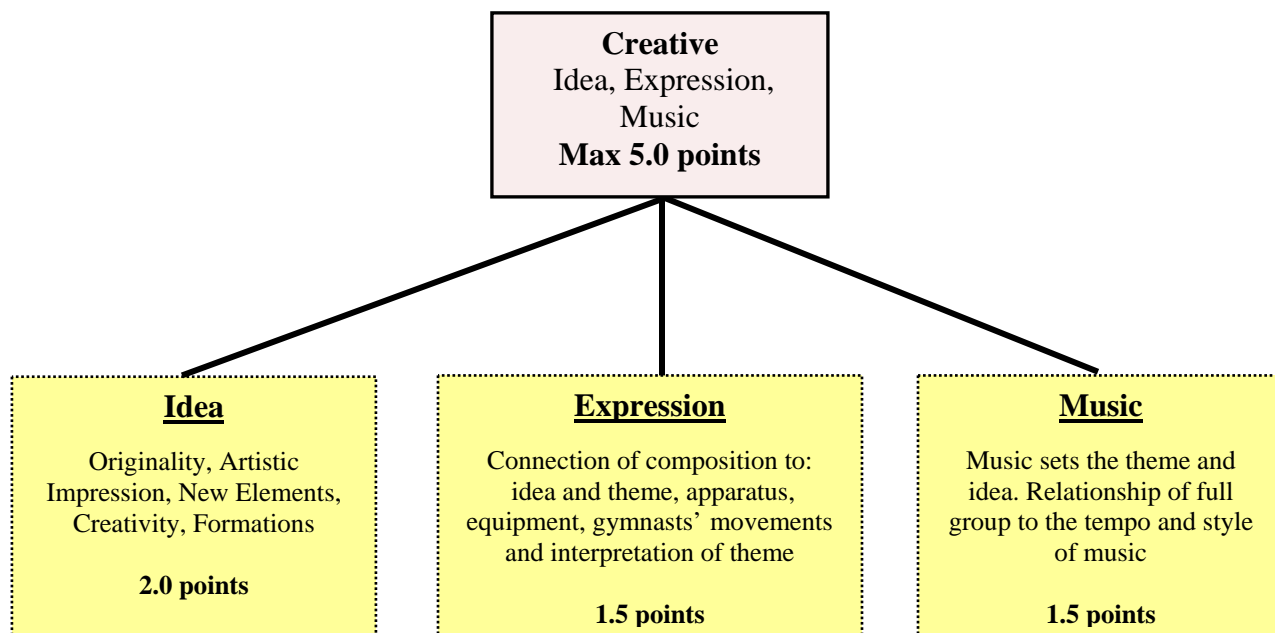 Creative
Idea, Expression,
Music
Max 5.0 points
Idea
Originality, Artistic
Impression, New Elements,
Creativity, Formations
2.0 points
Expression
Connection of composition to:
idea and theme, apparatus,
equipment, gymnasts’ movements
and interpretation of theme
1.5 points
Music
Music sets the theme and
idea. Relationship of full
group to the tempo and style
of music
1.5 points